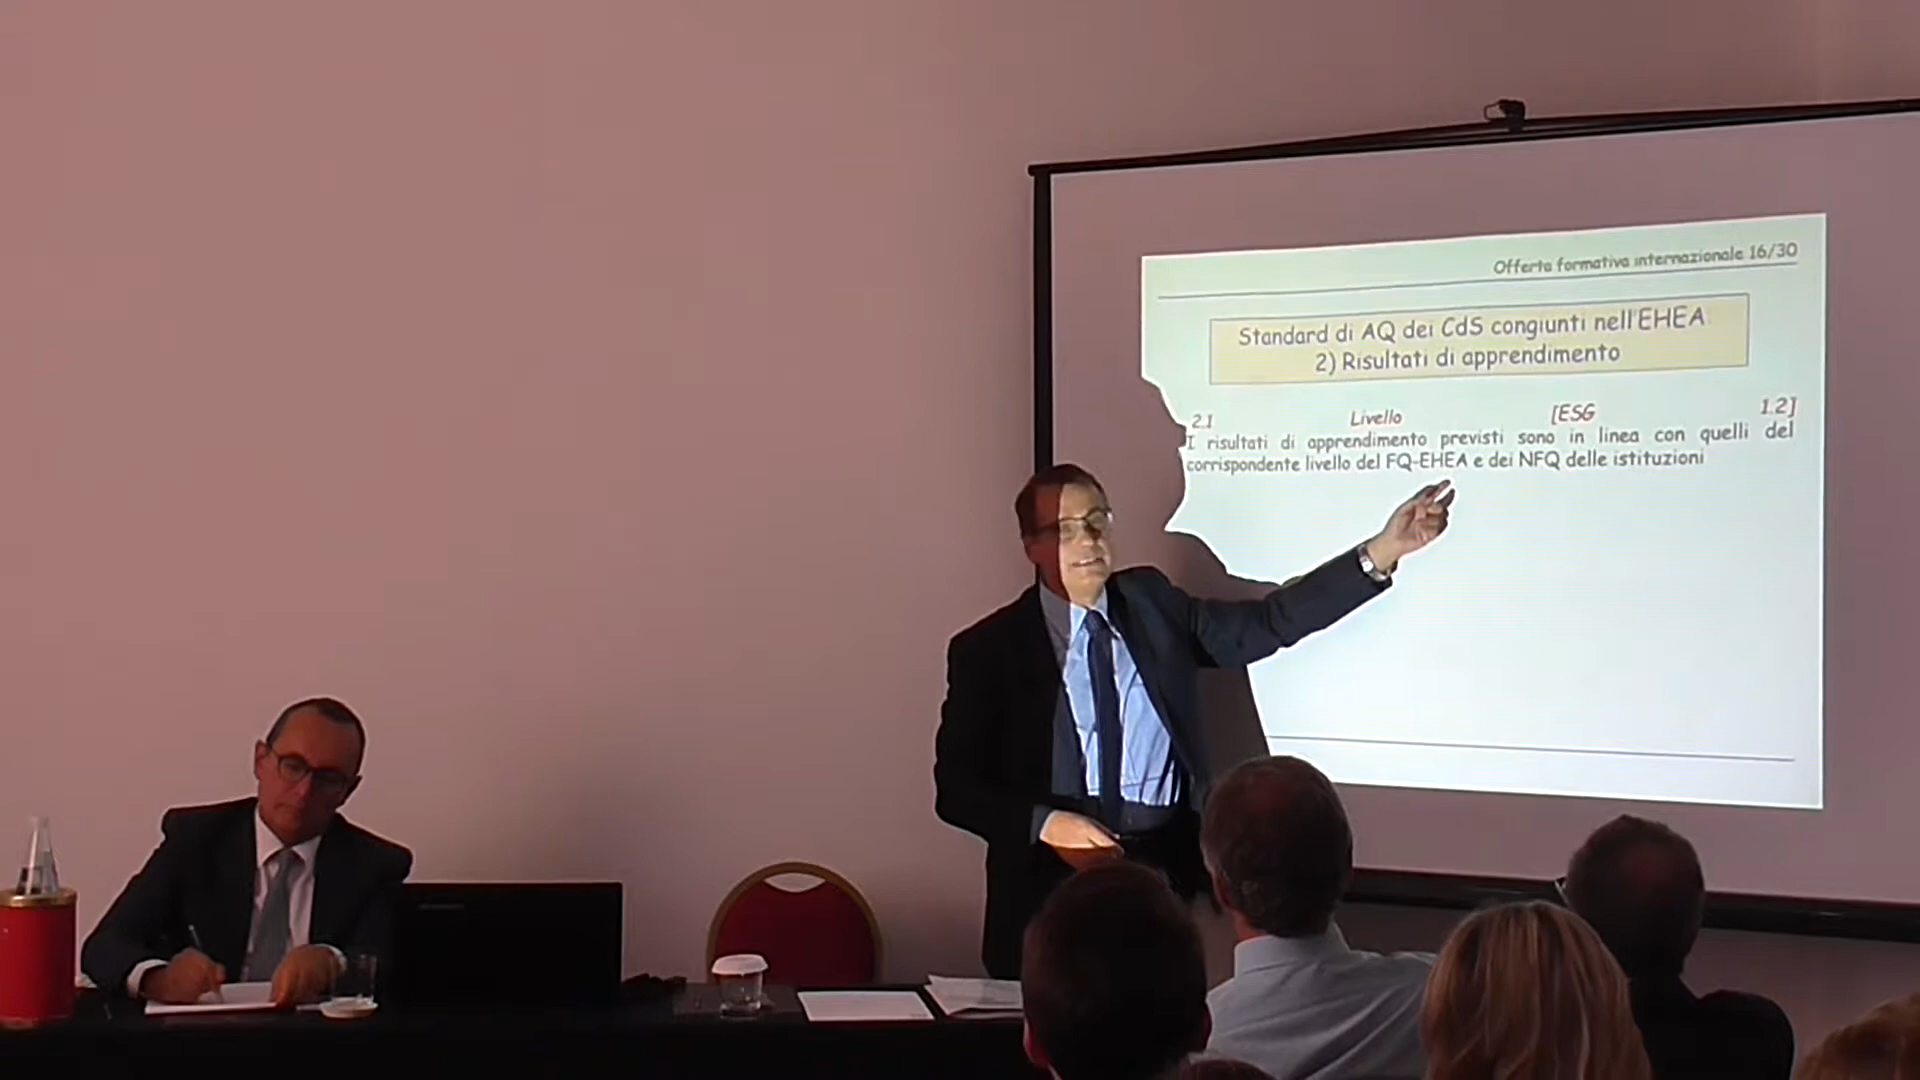 Offerta formativa internazionale 16/30
Standard di AQ dei CdS congiunti nell'EHEA
2) Risultati di apprendimento
2.1 Livello [ESG 1.2]
I risultati di apprendimento previsti sono in linea con quelli del
corrispondente livello del FQ-EHEA e dei NFQ delle istituzioni